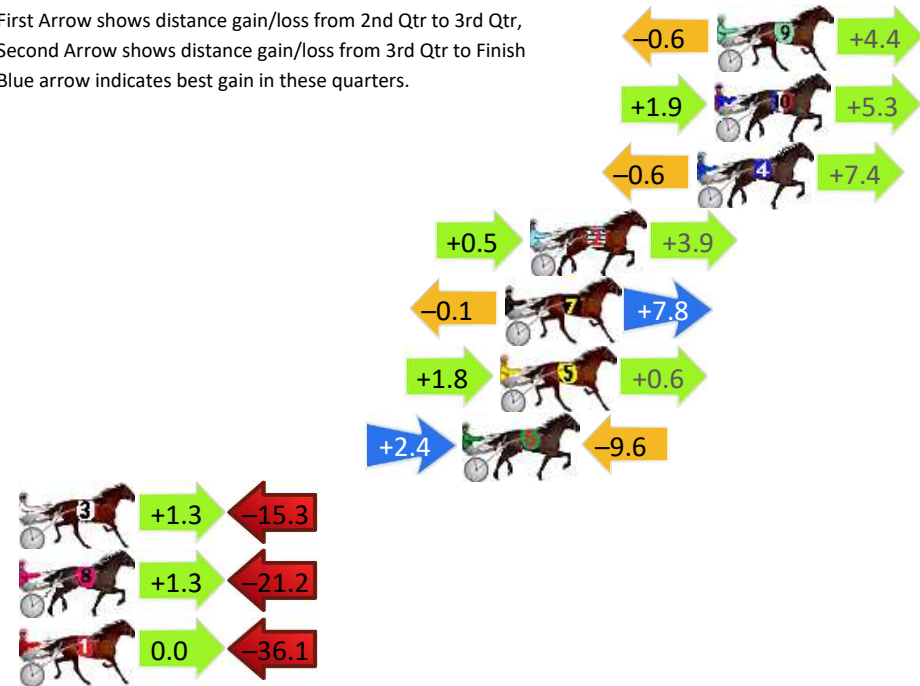 First Arrow shows distance gain/loss from 2nd Qtr to 3rd Qtr,
Second Arrow shows distance gain/loss from 3rd Qtr to Finish
Blue arrow indicates best gain in these quarters.
–0.6 9 +4.4
+1.9 10 +5.3
–0.6 4 +7.4
+0.5 2 +3.9
–0.1 7 +7.8
+1.8 5 +0.6
+2.4 6 –9.6
3 +1.3 –15.3
8 +1.3 –21.2
1 0.0 –36.1